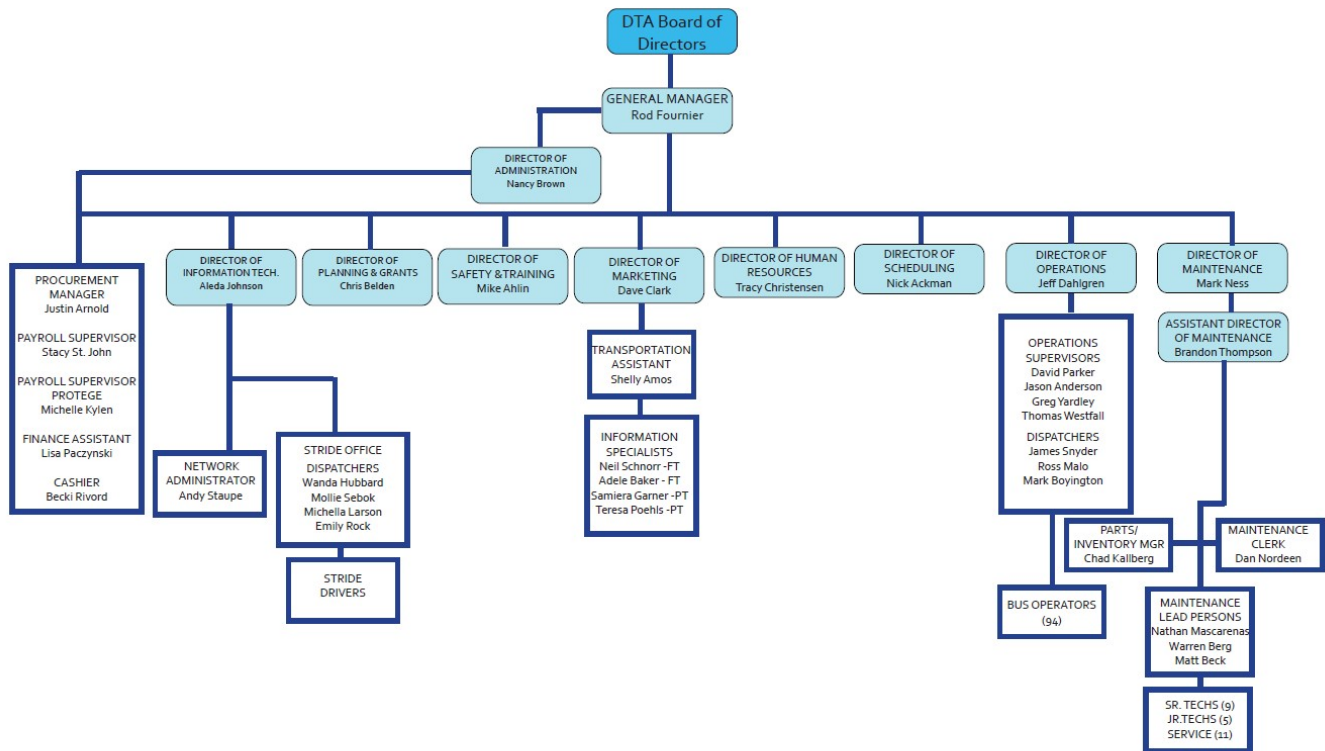 DTA Board of
Directors
GENERAL MANAGER
Rod Fournier
DIRECTOR OF
ADMINISTRATION
Nancy Brown
PROCUREMENT
MANAGER
Justin Arnold
PAYROLL SUPERVISOR
Stacy St. John
PAYROLL SUPERVISOR
PROTEGE
Michelle Kylen
FINANCE ASSISTANT
Lisa Paczynski
CASHIER
Becki Rivord
DIRECTOR OF
INFORMATION TECH.
Aleda Johnson
NETWORK
ADMINISTRATOR
Andy Staupe
STRIDE OFFICE
DISPATCHERS
Wanda Hubbard
Mollie Sebok
Michella Larson
Emily Rock
STRIDE
DRIVERS
DIRECTOR OF
PLANNING & GRANTS
Chris Belden
DIRECTOR OF
SAFETY &TRAINING
Mike Ahlin
DIRECTOR OF
MARKETING
Dave Clark
TRANSPORTATION
ASSISTANT
Shelly Amos
INFORMATION
SPECIALISTS
Neil Schnorr -FT
Adele Baker - FT
Samiera Garner -PT
Teresa Poehls -PT
DIRECTOR OF HUMAN
RESOURCES
Tracy Christensen
DIRECTOR OF
SCHEDULING
Nick Ackman
DIRECTOR OF
OPERATIONS
Jeff Dahlgren
OPERATIONS
SUPERVISORS
David Parker
Jason Anderson
Greg Yardley
Thomas Westfall
DISPATCHERS
James Snyder
Ross Malo
Mark Boyington
BUS OPERATORS
(94)
DIRECTOR OF
MAINTENANCE
Mark Ness
ASSISTANT DIRECTOR
OF MAINTENANCE
Brandon Thompson
PARTS/
INVENTORY MGR
Chad Kallberg
MAINTENANCE
CLERK
Dan Nordeen
MAINTENANCE
LEAD PERSONS
Nathan Mascarenas
Warren Berg
Matt Beck
SR. TECHS (9)
JR.TECHS (5)
SERVICE (11)